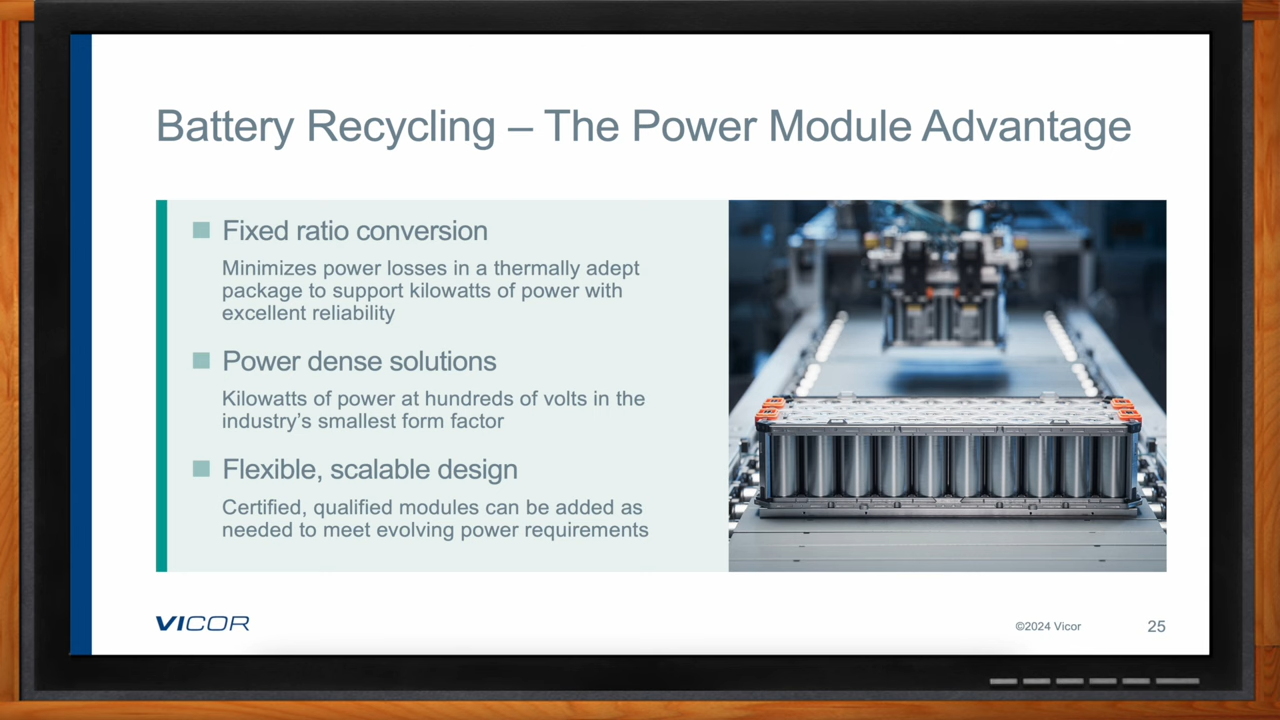 Battery Recycling – The Power Module Advantage
Fixed ratio conversion
Minimizes power losses in a thermally adept
package to support kilowatts of power with
excellent reliability
Power dense solutions
Kilowatts of power at hundreds of volts in the
industry’s smallest form factor
Flexible, scalable design
Certified, qualified modules can be added as
needed to meet evolving power requirements
VICOR
©2024 Vicor
25